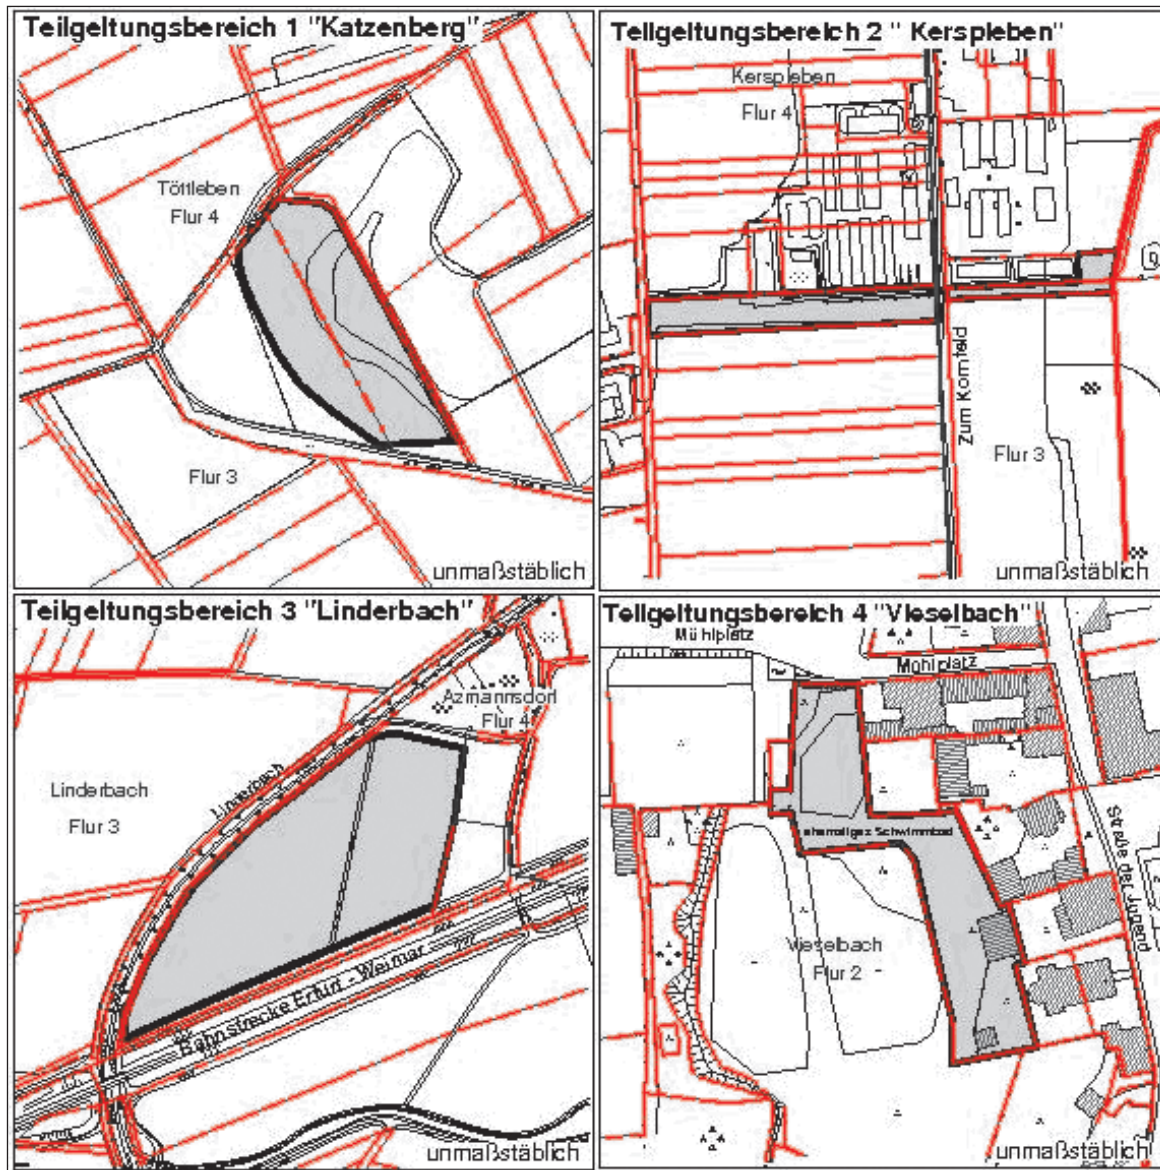 Teilgeltungsbereich 1 "Katzenberg"
Töttleben
Flur 4
Flur 3
unmaßstäblich
Teilgeltungsbereich 2 " Kerspleben"
Kerspleben
Flur 4
Zum Kornfeld
Flur 3
unmaßstäblich
Teilgeltungsbereich 3 "Linderbach"
Azmannsdorf
Flur 4
Linderbach
Linderbach
Flur 3
Bahnstrecke Erfurt - Weimar
unmaßstäblich
Teilgeltungsbereich 4 "Vieselbach"
Mühlplatz
Mühlplatz
ehemaliges Schwimmbad
Straße der Jugend
Vieselbach
Flur 2
unmaßstäblich